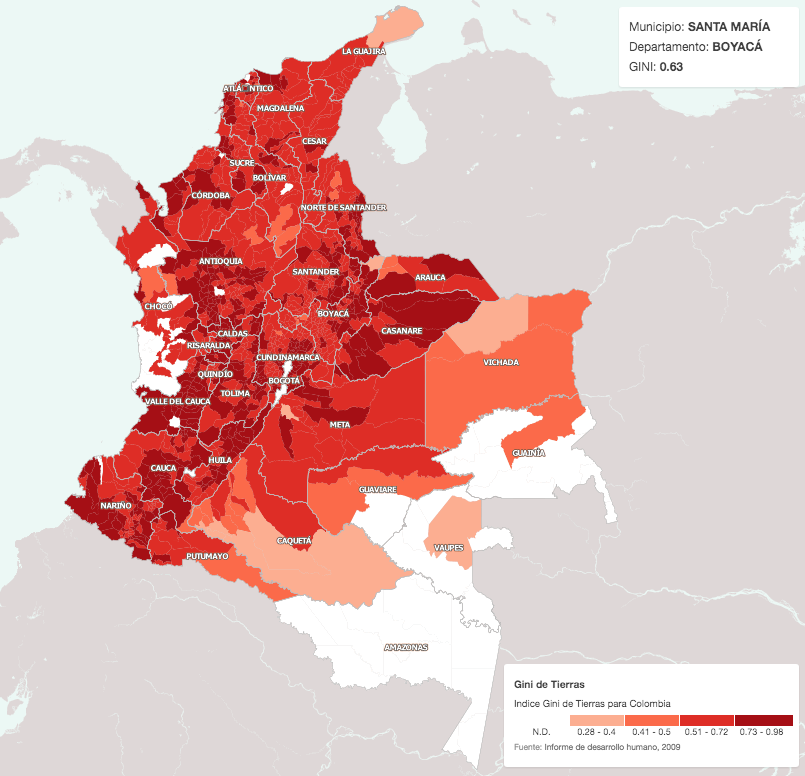 Municipio: SANTA MARÍA
Departamento: BOYACÁ
GINI: 0.63
LA GUAJIRA
ATLÁNTICO
MAGDALENA
CESAR
SUCRE
BOLÍVAR
CÓRDOBA
NORTE DE SANTANDER
ANTIOQUIA
SANTANDER
ARAUCA
CHOCÓ
BOYACÁ
CALDAS
CASANARE
RISARALDA
CUNDINAMARCA
VICHADA
QUINDÍO
BOGOTÁ
TOLIMA
VALLE DEL CAUCA
META
GUAINÍA
HUILA
CAUCA
GUAVIARE
NARIÑO
CAQUETÁ
VAUPES
PUTUMAYO
AMAZONAS
Gini de Tierras
Indice Gini de Tierras para Colombia
N.D. 0.28 - 0.4 0.41 - 0.5 0.51 - 0.72 0.73 - 0.98
Fuente: Informe de desarrollo humano, 2009